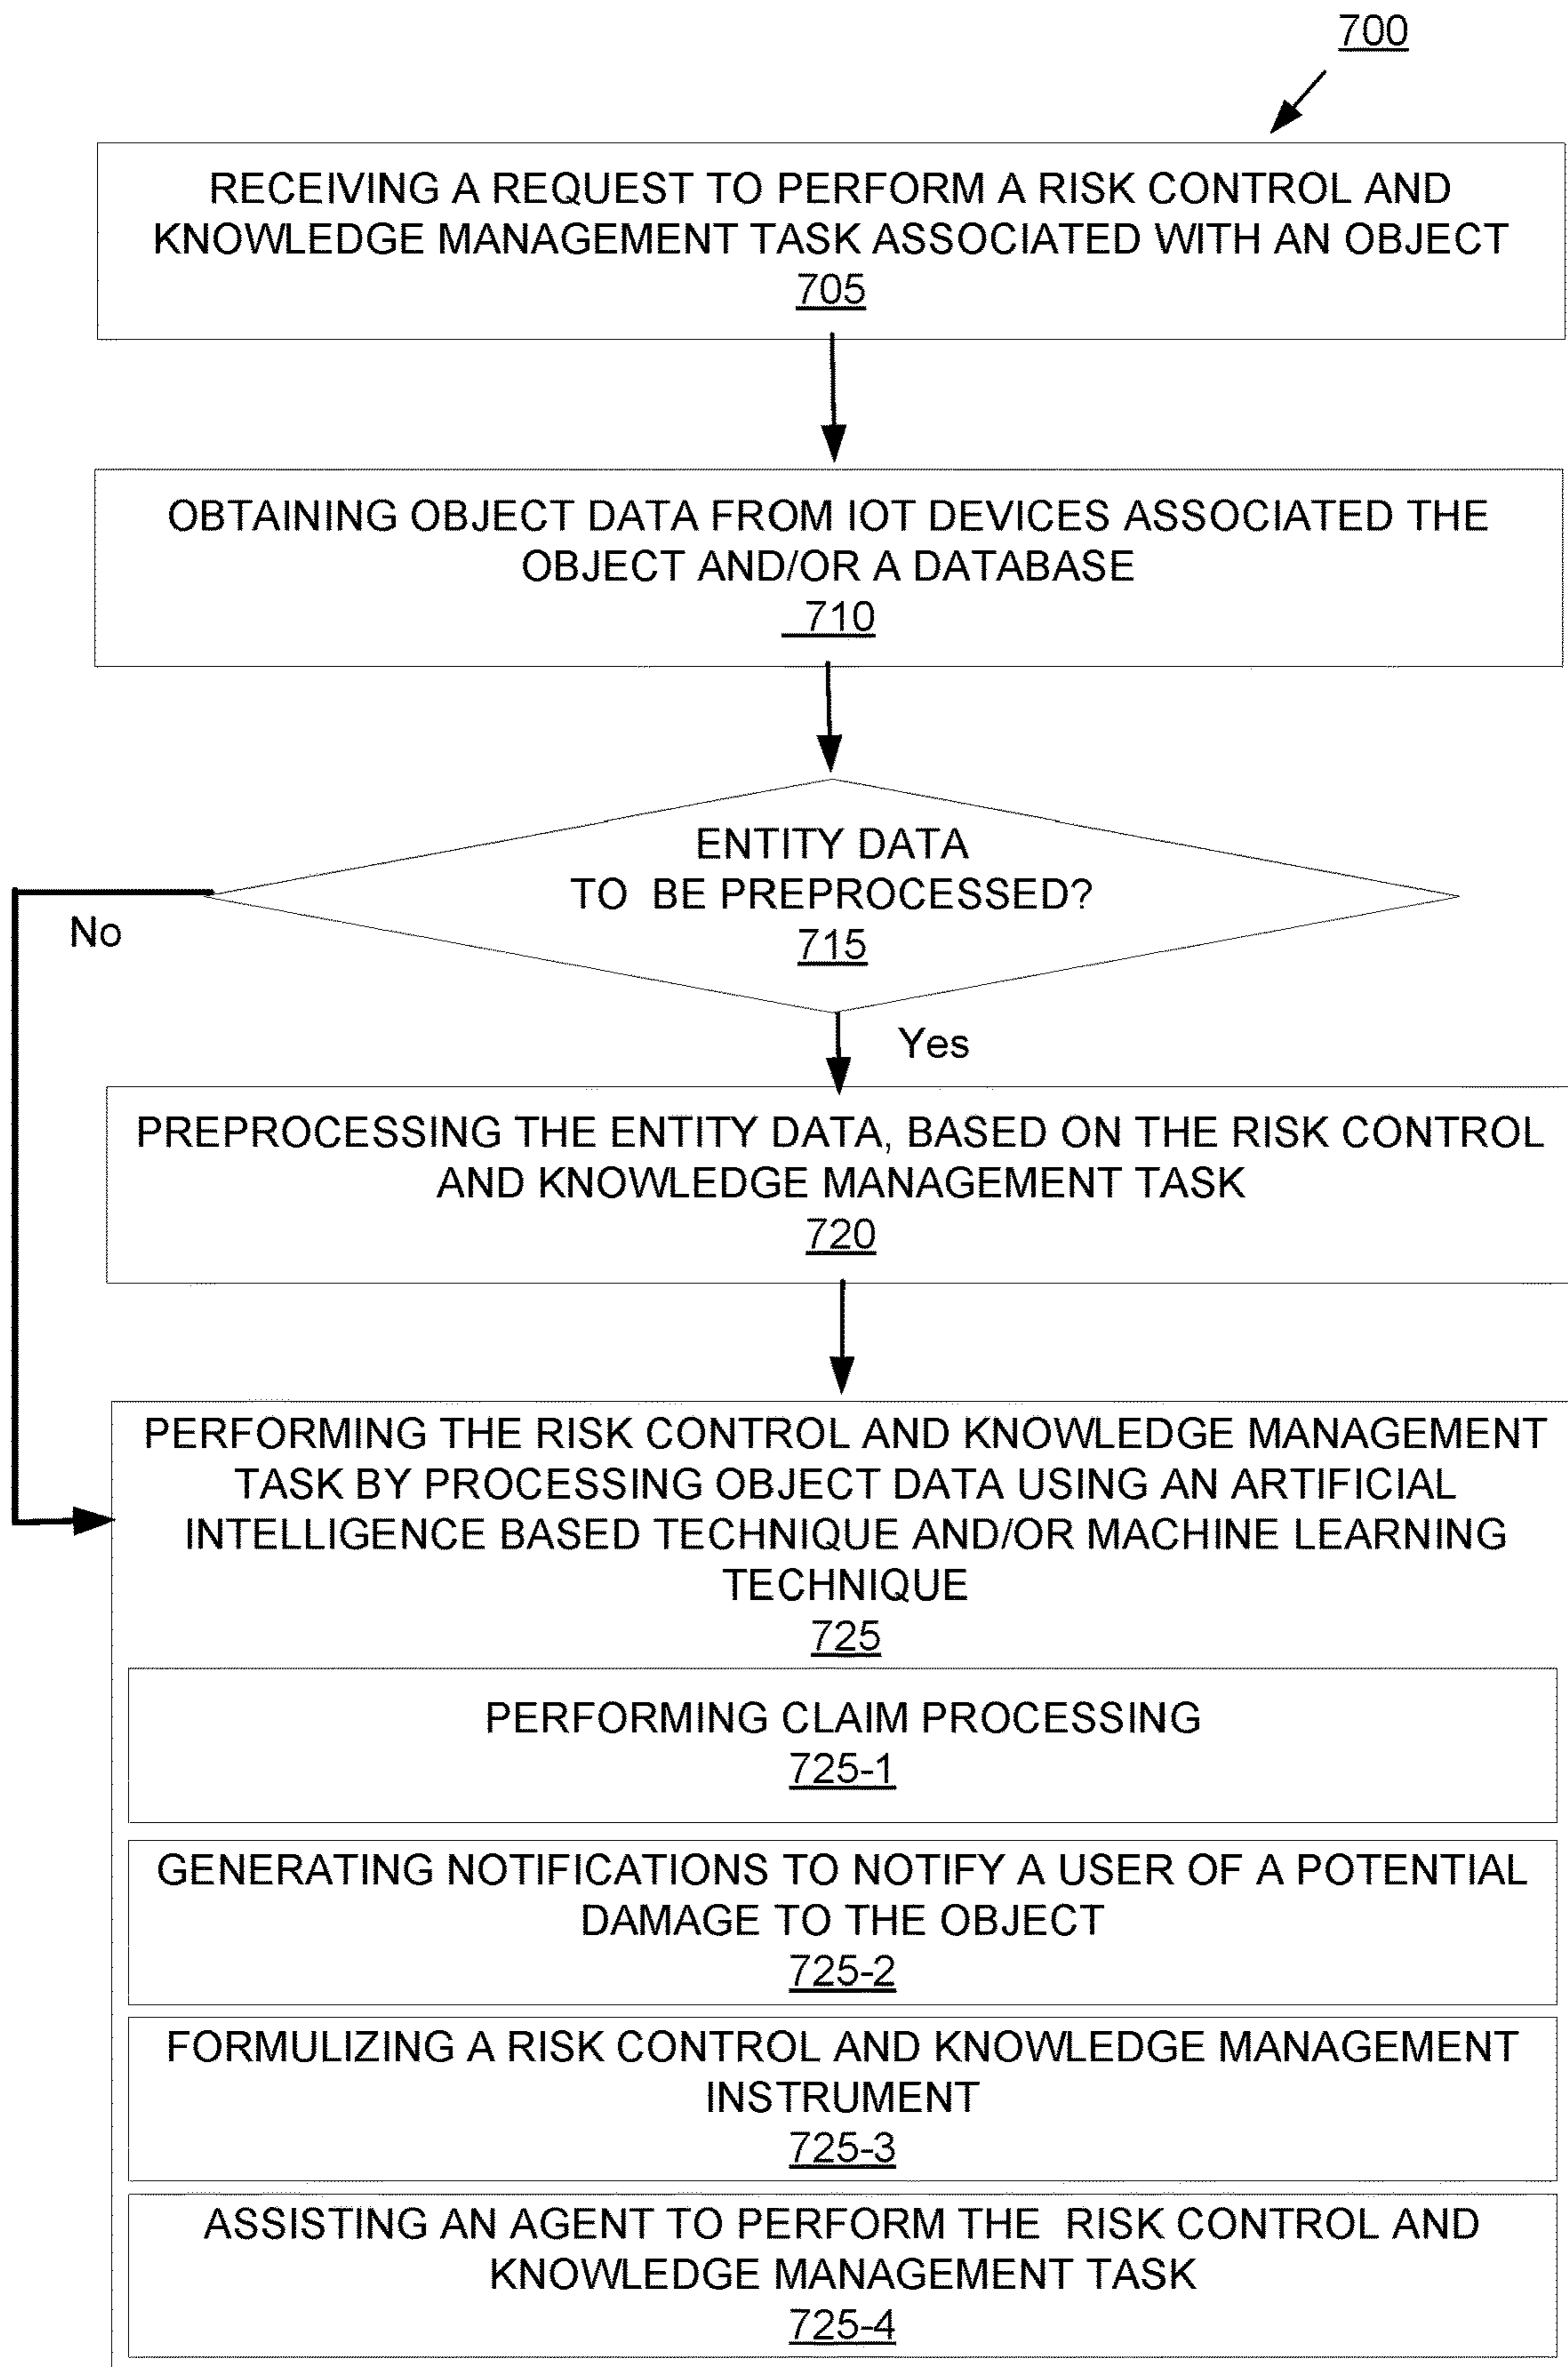 700
RECEIVING A REQUEST TO PERFORM A RISK CONTROL AND
KNOWLEDGE MANAGEMENT TASK ASSOCIATED WITH AN OBJECT
705
OBTAINING OBJECT DATA FROM IOT DEVICES ASSOCIATED THE
OBJECT AND/OR A DATABASE
710
ENTITY DATA
TO BE PREPROCESSED?
715
No
Yes
PREPROCESSING THE ENTITY DATA, BASED ON THE RISK CONTROL
AND KNOWLEDGE MANAGEMENT TASK
720
PERFORMING THE RISK CONTROL AND KNOWLEDGE MANAGEMENT
TASK BY PROCESSING OBJECT DATA USING AN ARTIFICIAL
INTELLIGENCE BASED TECHNIQUE AND/OR MACHINE LEARNING
TECHNIQUE
725
PERFORMING CLAIM PROCESSING
725-1
GENERATING NOTIFICATIONS TO NOTIFY A USER OF A POTENTIAL
DAMAGE TO THE OBJECT
725-2
FORMULIZING A RISK CONTROL AND KNOWLEDGE MANAGEMENT
INSTRUMENT
725-3
ASSISTING AN AGENT TO PERFORM THE RISK CONTROL AND
KNOWLEDGE MANAGEMENT TASK
725-4